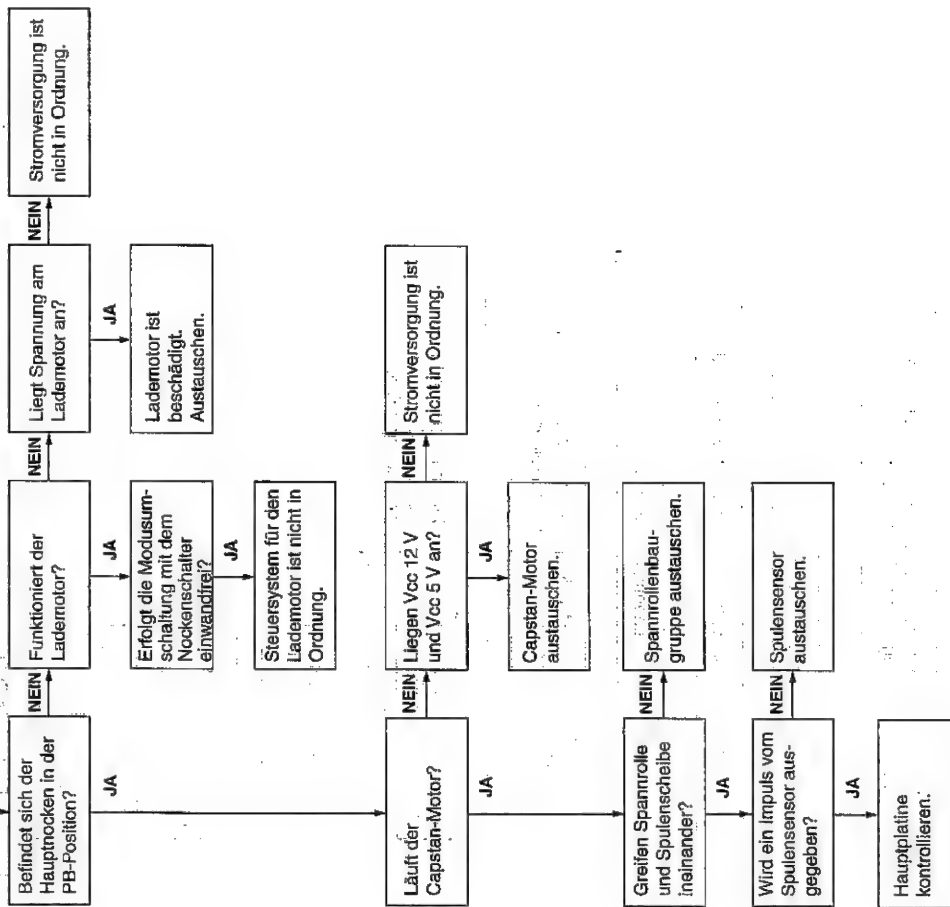 Befindet sich der
Hauptnocken in der
PB-Position?
NEIN
Funktioniert der
Lademotor?
NEIN
Liegt Spannung am
Lademotor an?
NEIN
Stromversorgung ist
nicht in Ordnung.
JA
Lademotor ist
beschädigt.
Austauschen.
JA
Erfolgt die Modusum-
schaltung mit dem
Nockenschalter
einwandfrei?
JA
Steuersystem für den
Lademotor ist nicht in
Ordnung.
JA
Läuft der
Capstan-Motor?
NEIN
Liegen Vcc 12 V
und Vcc 5 V an?
NEIN
Stromversorgung ist
nicht in Ordnung.
JA
Capstan-Motor
austauschen.
JA
Greifen Spannrolle
und Spulenscheibe
ineinander?
NEIN
Spannrollenbau-
gruppe austauschen.
JA
Wird ein Impuls vom
Spulensensor aus-
gegeben?
NEIN
Spulensensor
austauschen.
JA
Hauptplatine
kontrollieren.